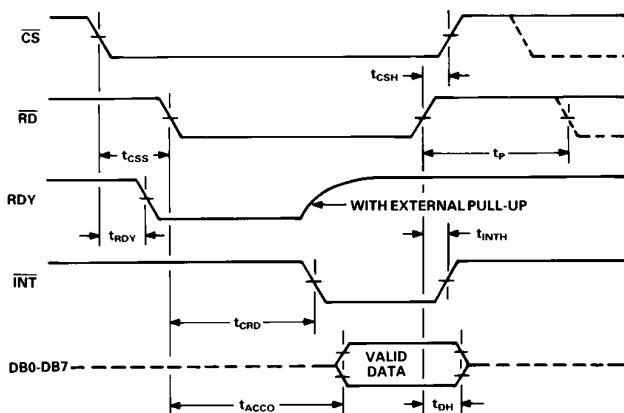 CS
tCSH
RD
tCSS
tP
RDY
WITH EXTERNAL PULL-UP
tRDY
tINTH
INT
tCRD
DB0-DB7
VALID
DATA
tACCO
tDH